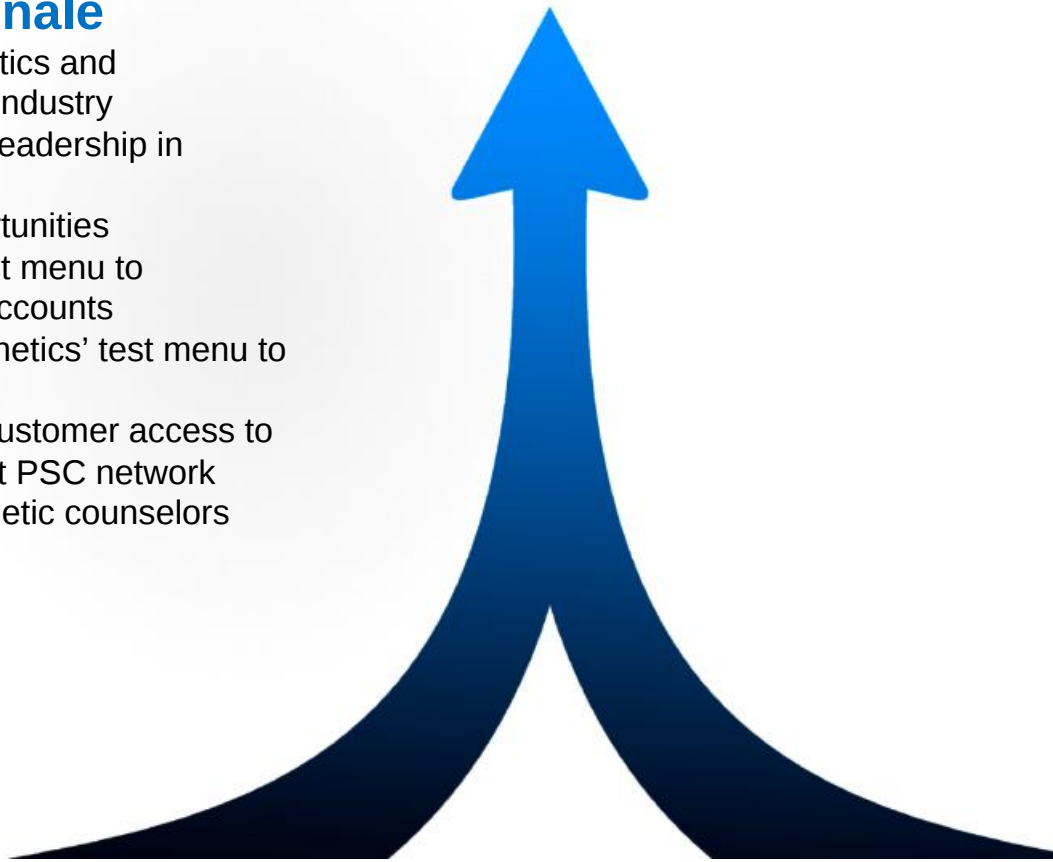 nale
tics and
ndustry
eadership in
tunities
t menu to
ccounts
netics’ test menu to
ustomer access to
t PSC network
etic counselors